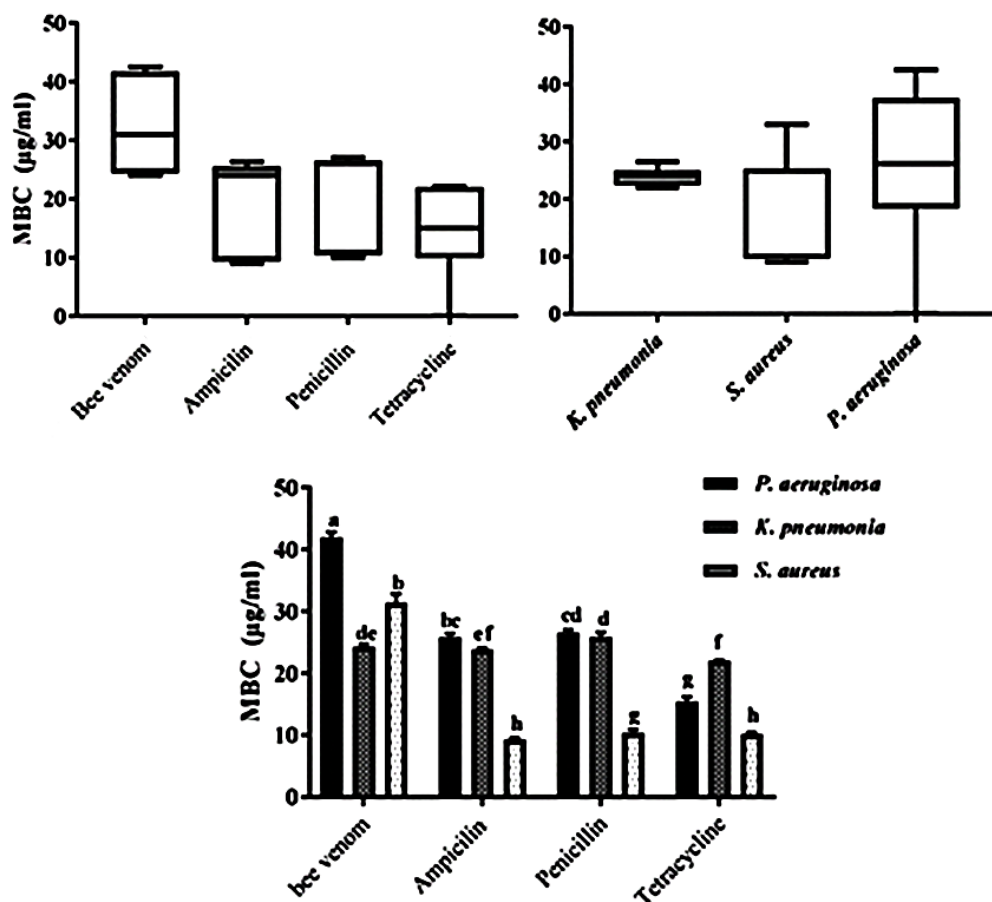 MBC (µg/ml)
50
40
30
20
10
0
Bee venom
Ampicilin
Penicillin
Tetracycline
50
40
30
20
10
0
K. pneumonia
S. aureus
P. aeruginosa
MBC (µg/ml)
50
40
30
20
10
0
a
de
b
bc
ef
h
cd
d
g
g
f
h
bee venom
Ampicilin
Penicillin
Tetracycline
P. aeruginosa
K. pneumonia
S. aureus